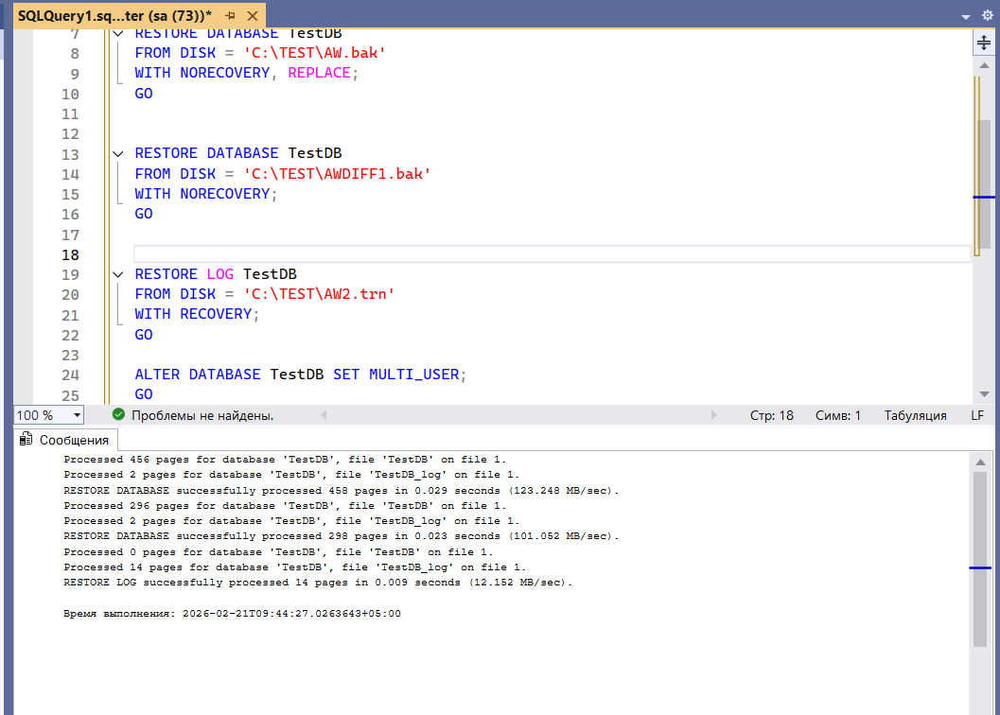 SQLQuery1.sq...ter (sa (73))*
7 RESTORE DATABASE TestDB
8 FROM DISK = 'C:\TEST\AW.bak'
9 WITH NORECOVERY, REPLACE;
10 GO
11
12
13 RESTORE DATABASE TestDB
14 FROM DISK = 'C:\TEST\AWDIFF1.bak'
15 WITH NORECOVERY;
16 GO
17
18
19 RESTORE LOG TestDB
20 FROM DISK = 'C:\TEST\AW2.trn'
21 WITH RECOVERY;
22 GO
23
24 ALTER DATABASE TestDB SET MULTI_USER;
25 GO
100 % Проблемы не найдены. Стр: 18 Симв: 1 Табуляция LF
Сообщения
Processed 456 pages for database 'TestDB', file 'TestDB' on file 1.
Processed 2 pages for database 'TestDB', file 'TestDB_log' on file 1.
RESTORE DATABASE successfully processed 458 pages in 0.029 seconds (123.248 MB/sec).
Processed 296 pages for database 'TestDB', file 'TestDB' on file 1.
Processed 2 pages for database 'TestDB', file 'TestDB_log' on file 1.
RESTORE DATABASE successfully processed 298 pages in 0.023 seconds (101.052 MB/sec).
Processed 0 pages for database 'TestDB', file 'TestDB' on file 1.
Processed 14 pages for database 'TestDB', file 'TestDB_log' on file 1.
RESTORE LOG successfully processed 14 pages in 0.009 seconds (12.152 MB/sec).
Время выполнения: 2026-02-21T09:44:27.0263643+05:00